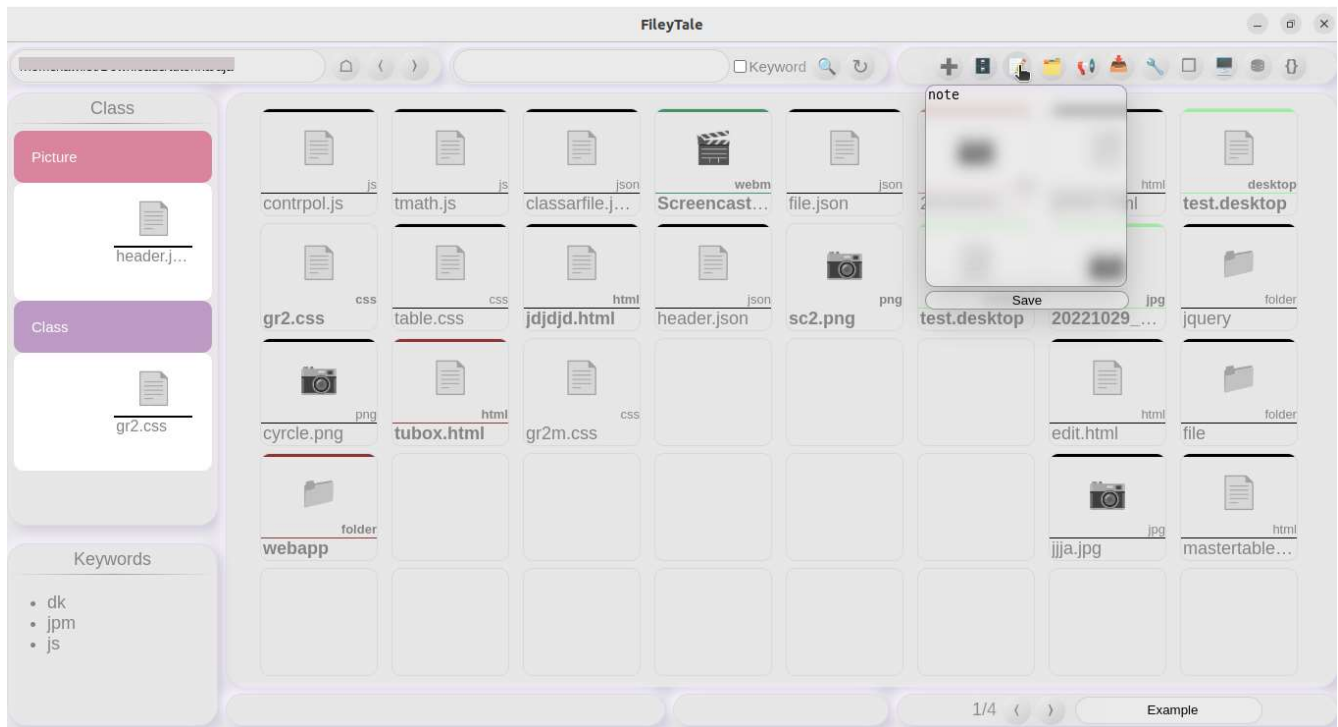 FileyTale
Keyword
Class
Picture
header.j...
Class
gr2.css
Keywords
dk
jpm
js
note
Save
js
contrpol.js
js
tmath.js
json
classarfile.j...
webm
Screencast...
json
file.json
html
desktop
test.desktop
css
gr2.css
css
table.css
html
jdjdjd.html
json
header.json
png
sc2.png
test.desktop
jpg
20221029_...
folder
jquery
png
cyrcle.png
html
tubox.html
css
gr2m.css
html
edit.html
folder
file
folder
webapp
jpg
jjja.jpg
html
mastertable...
1/4
Example